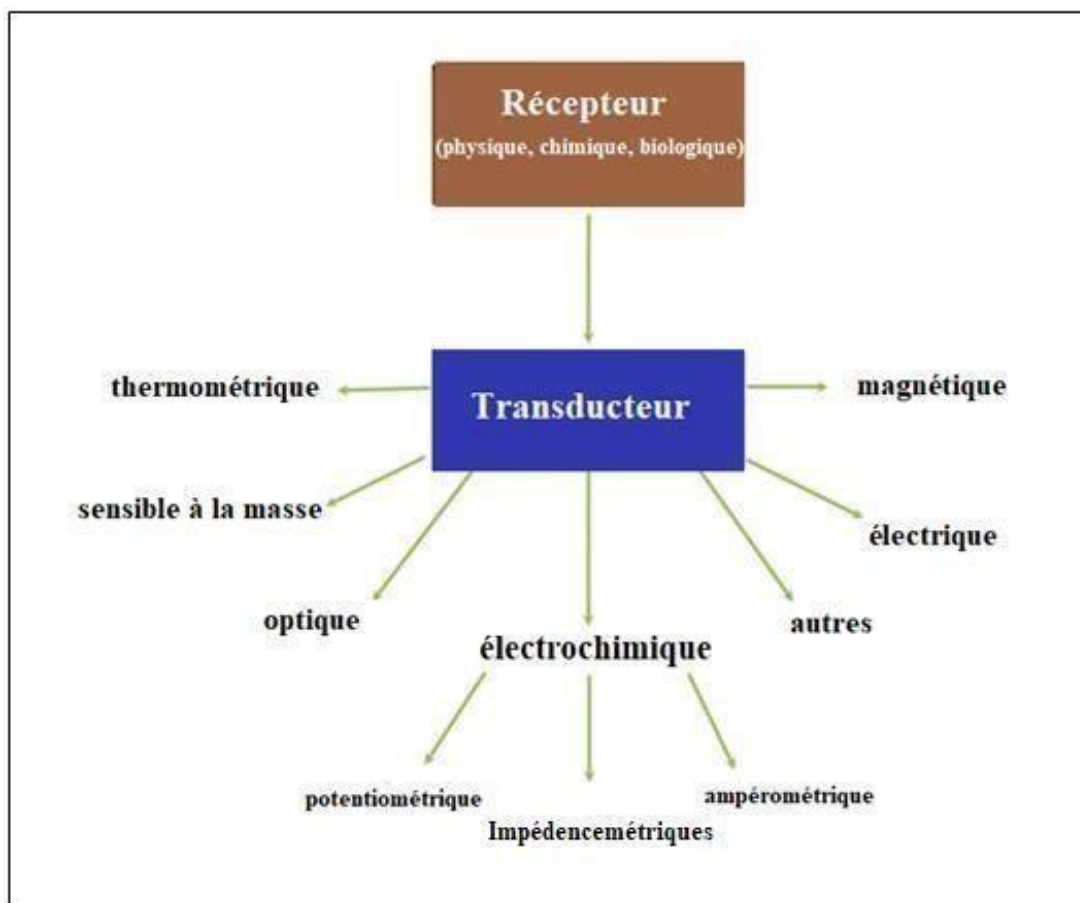 Récepteur
(physique, chimique, biologique)
thermométrique
Transducteur
magnétique
sensible à la masse
électrique
optique
électrochimique
autres
potentiométrique
Impédencemétriques
ampérométrique